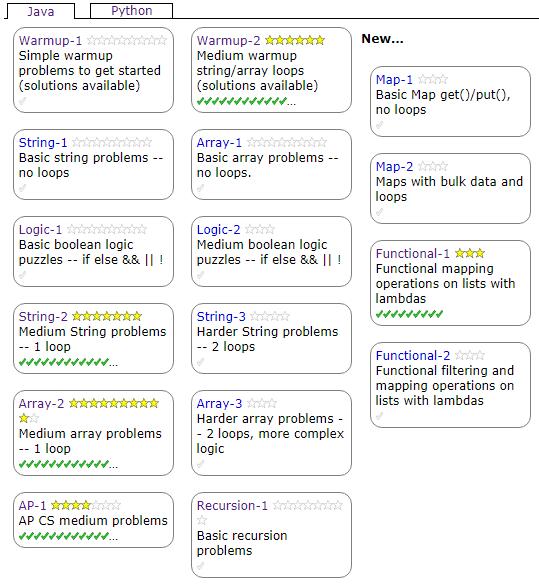 Java
Python
Warmup-1
Simple warmup
problems to get started
(solutions available)
String-1
Basic string problems --
no loops
Logic-1
Basic boolean logic
puzzles -- if else && || !
String-2
Medium String problems
-- 1 loop
...
Array-2
Medium array problems
-- 1 loop
...
AP-1
AP CS medium problems
...
Warmup-2
Medium warmup
string/array loops
(solutions available)
...
Array-1
Basic array problems --
no loops.
Logic-2
Medium boolean logic
puzzles -- if else && || !
String-3
Harder String problems
-- 2 loops
Array-3
Harder array problems -
- 2 loops, more complex
logic
Recursion-1
Basic recursion
problems
New...
Map-1
Basic Map get()/put(),
no loops
Map-2
Maps with bulk data and
loops
Functional-1
Functional mapping
operations on lists with
lambdas
Functional-2
Functional filtering and
mapping operations on
lists with lambdas